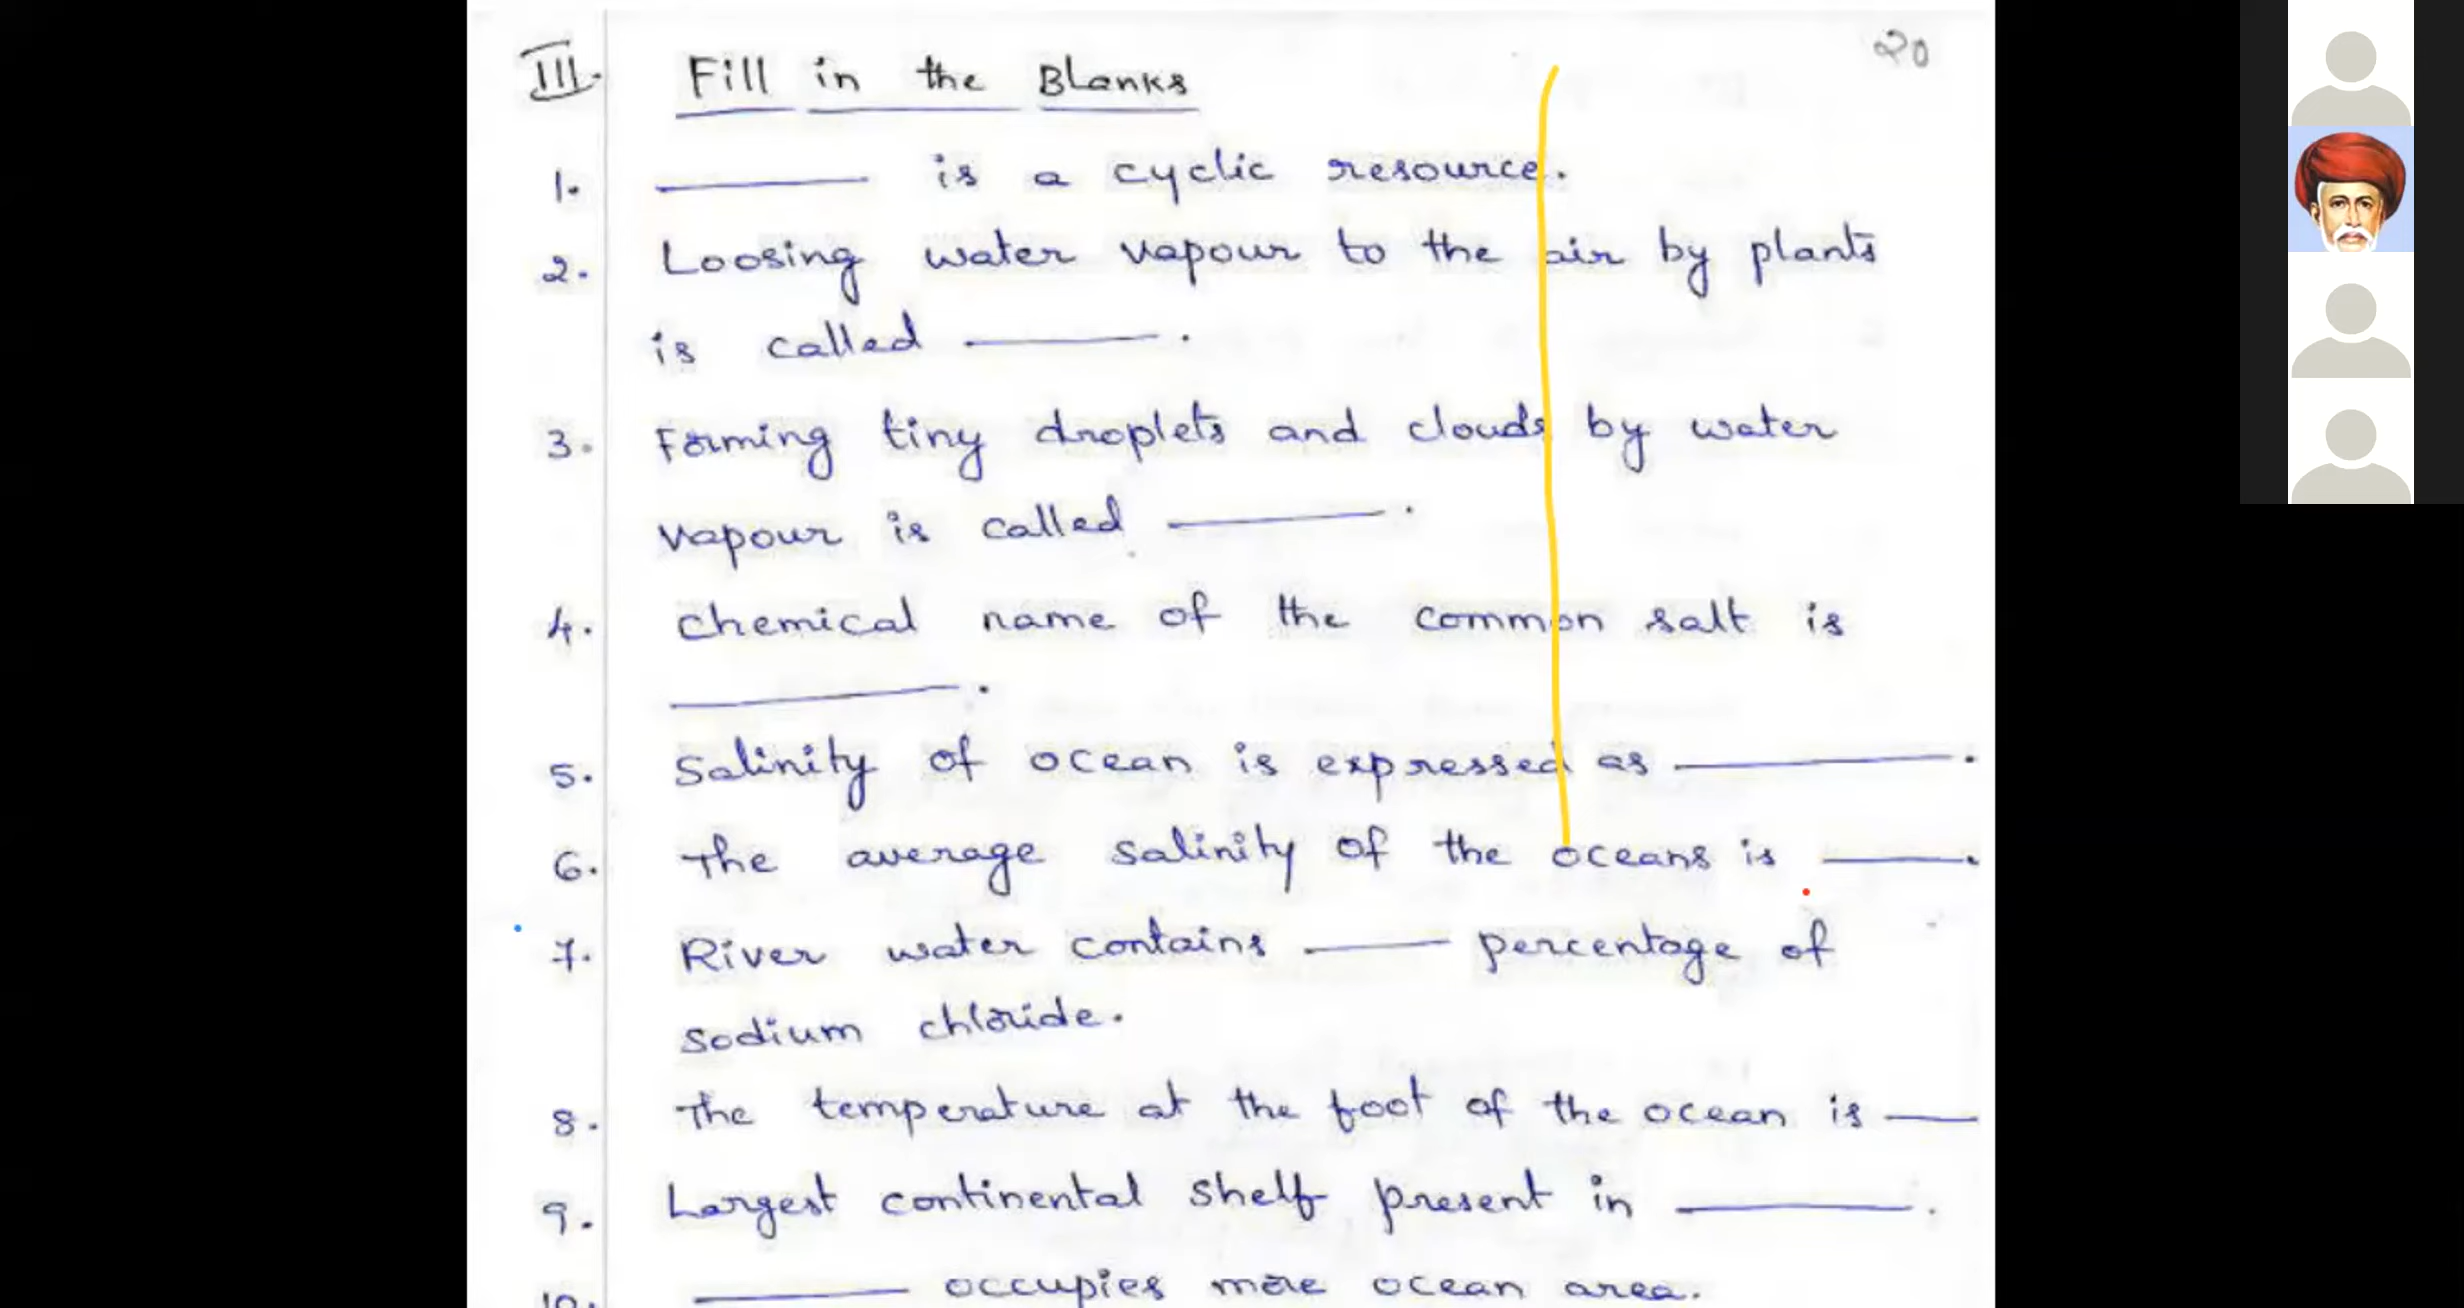 III. Fill in the Blanks 20
1. ______ is a cyclic resource.
2. Loosing water vapour to the air by plants
is called ______.
3. Forming tiny droplets and clouds by water
vapour is called ______.
4. chemical name of the common salt is
______.
5. Salinity of ocean is expressed as ______.
6. The average salinity of the oceans is ______.
7. River water contains ______ percentage of
sodium chloride.
8. The temperature at the foot of the ocean is ______
9. Largest continental shelf present in ______.
10. ______ occupies more ocean area.